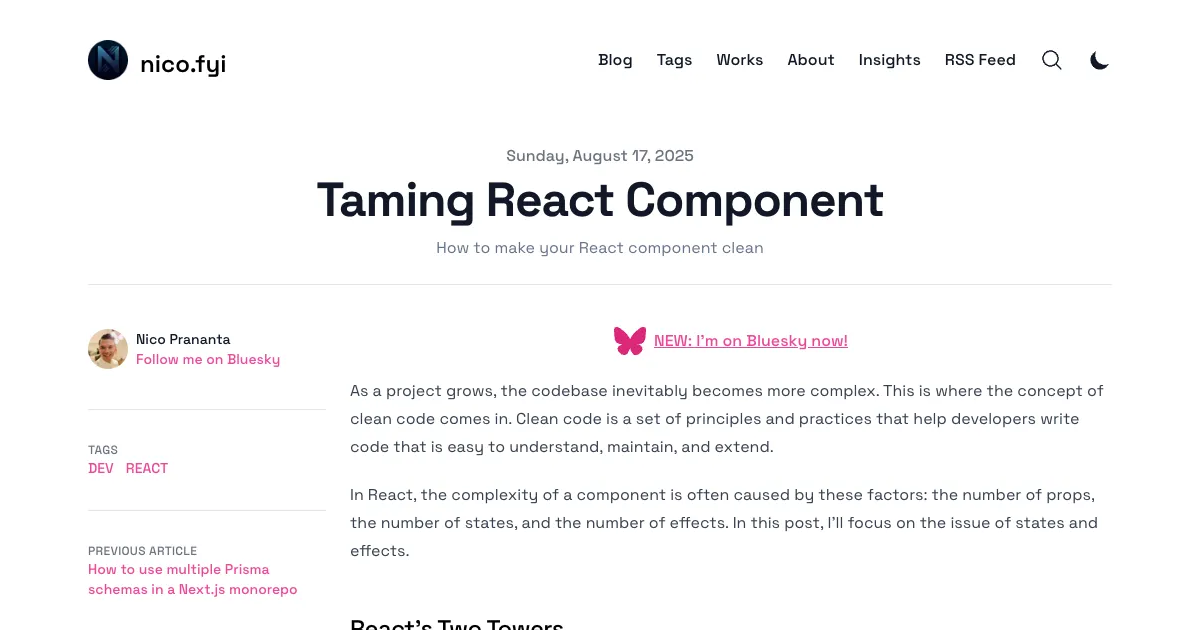 nico.fyi
Blog Tags Works About Insights RSS Feed
Sunday, August 17, 2025
Taming React Component
How to make your React component clean
Nico Prananta
Follow me on Bluesky
TAGS
DEV REACT
PREVIOUS ARTICLE
How to use multiple Prisma
schemas in a Next.js monorepo
NEW: I'm on Bluesky now!
As a project grows, the codebase inevitably becomes more complex. This is where the concept of
clean code comes in. Clean code is a set of principles and practices that help developers write
code that is easy to understand, maintain, and extend.
In React, the complexity of a component is often caused by these factors: the number of props,
the number of states, and the number of effects. In this post, I'll focus on the issue of states and
effects.
React's Two Towers